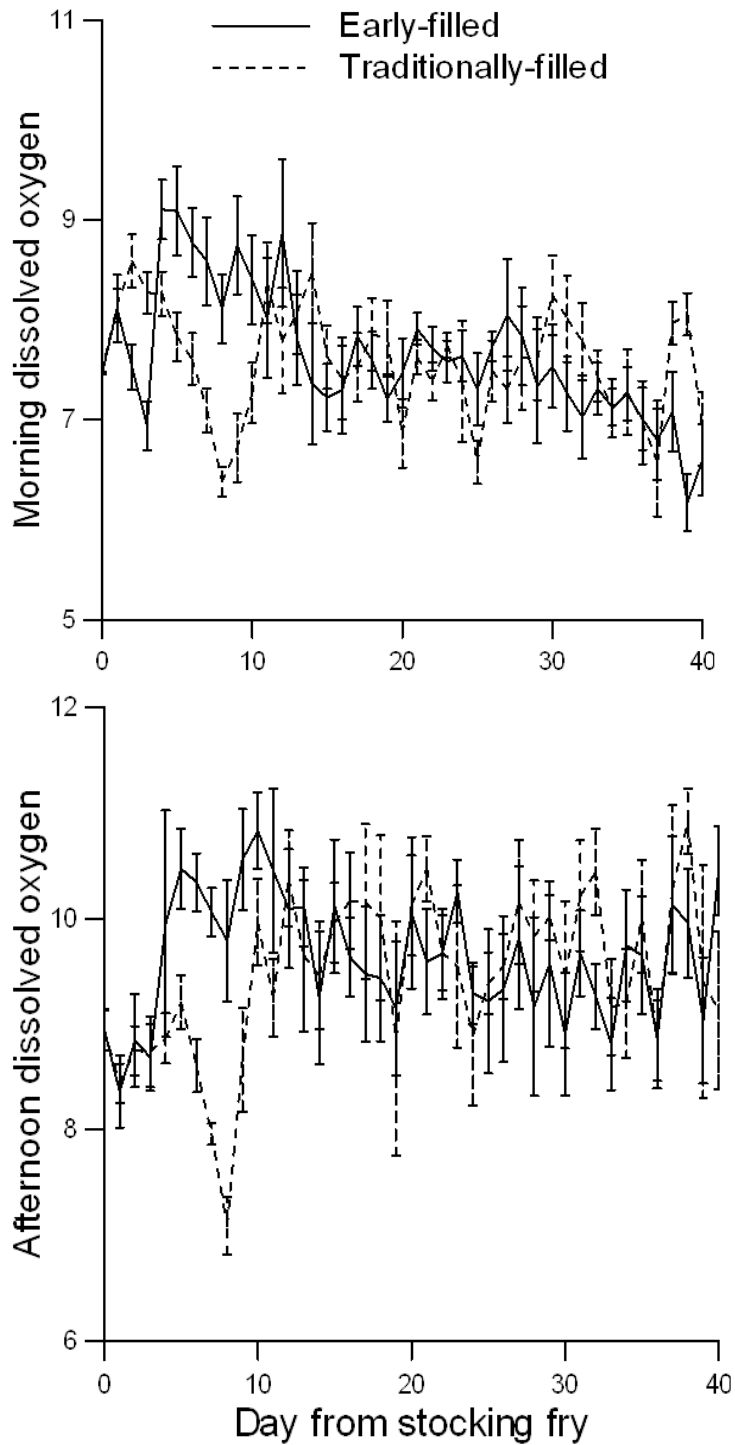 11
Early-filled
Traditionally-filled
9
7
5
Morning dissolved oxygen
0 10 20 30 40
12
10
8
6
Afternoon dissolved oxygen
0 10 20 30 40
Day from stocking fry